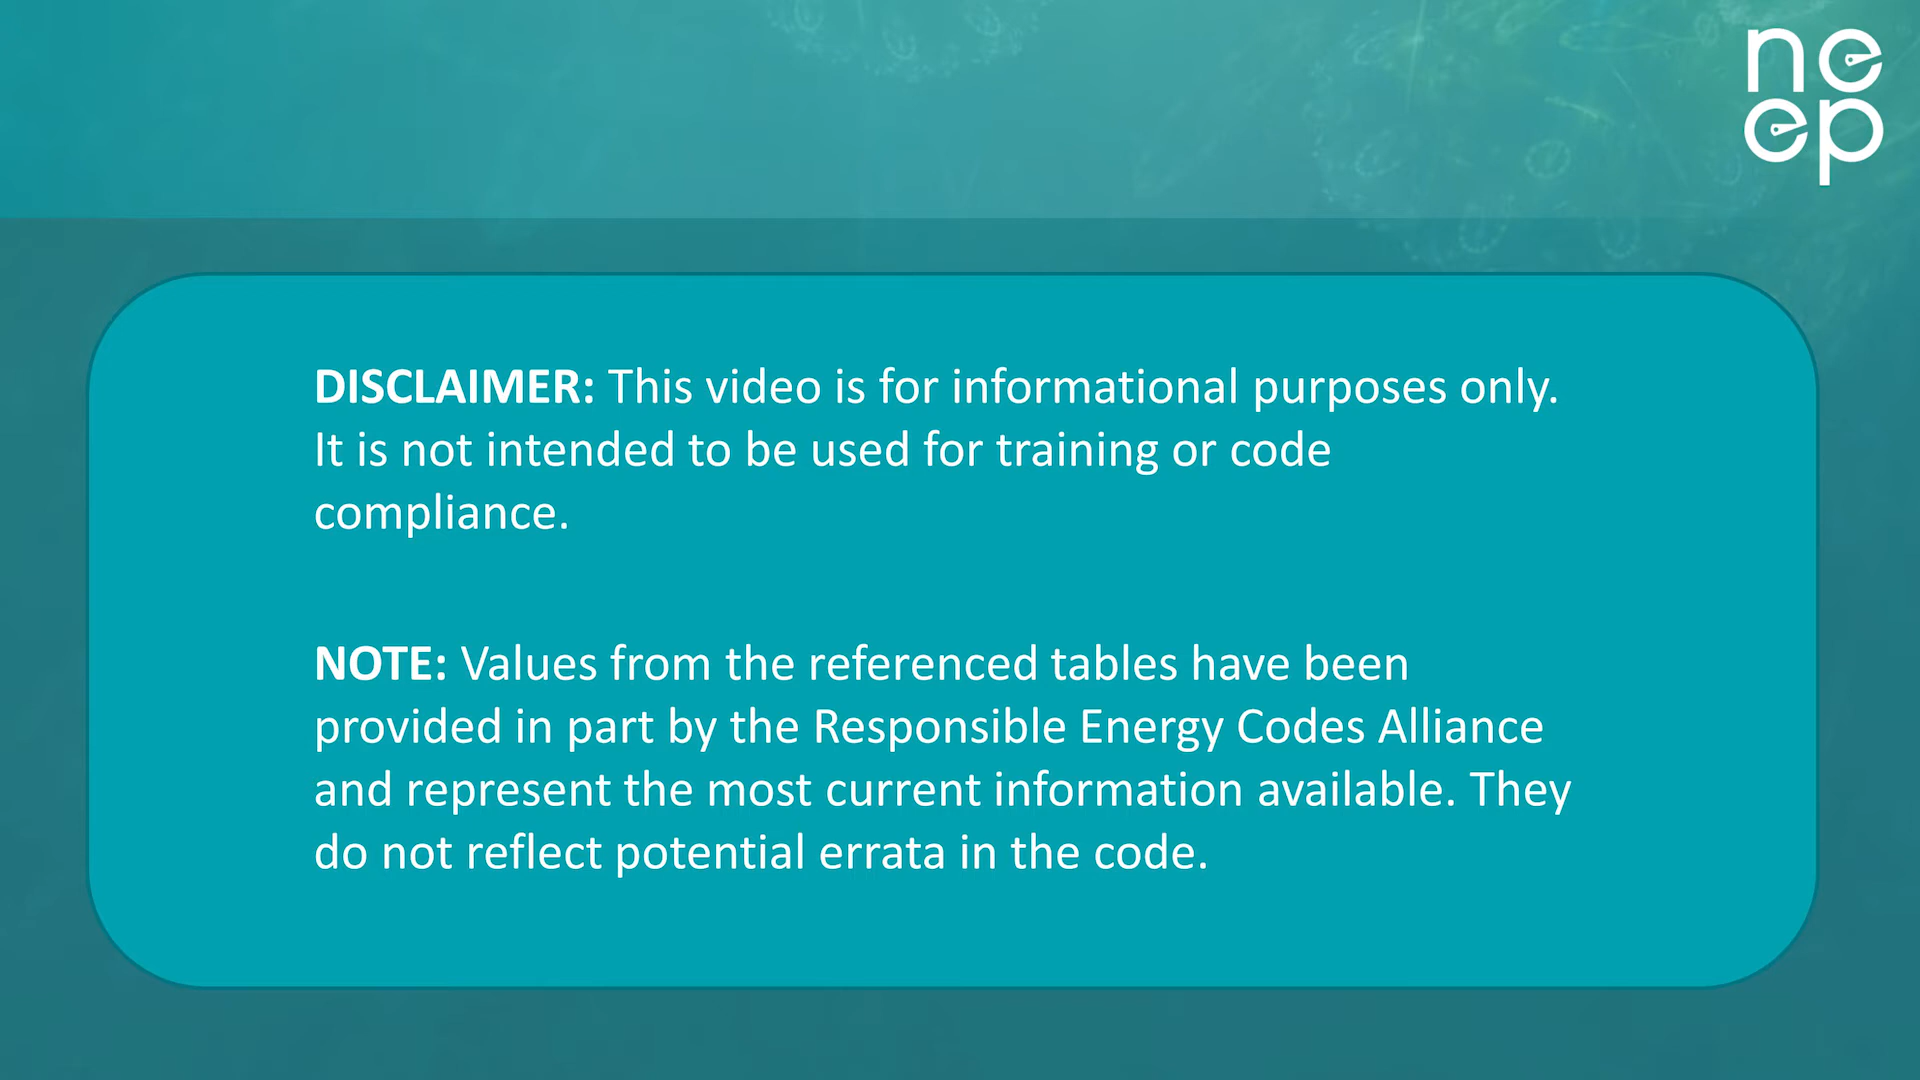 ne
ep
DISCLAIMER: This video is for informational purposes only.
It is not intended to be used for training or code
compliance.
NOTE: Values from the referenced tables have been
provided in part by the Responsible Energy Codes Alliance
and represent the most current information available. They
do not reflect potential errata in the code.